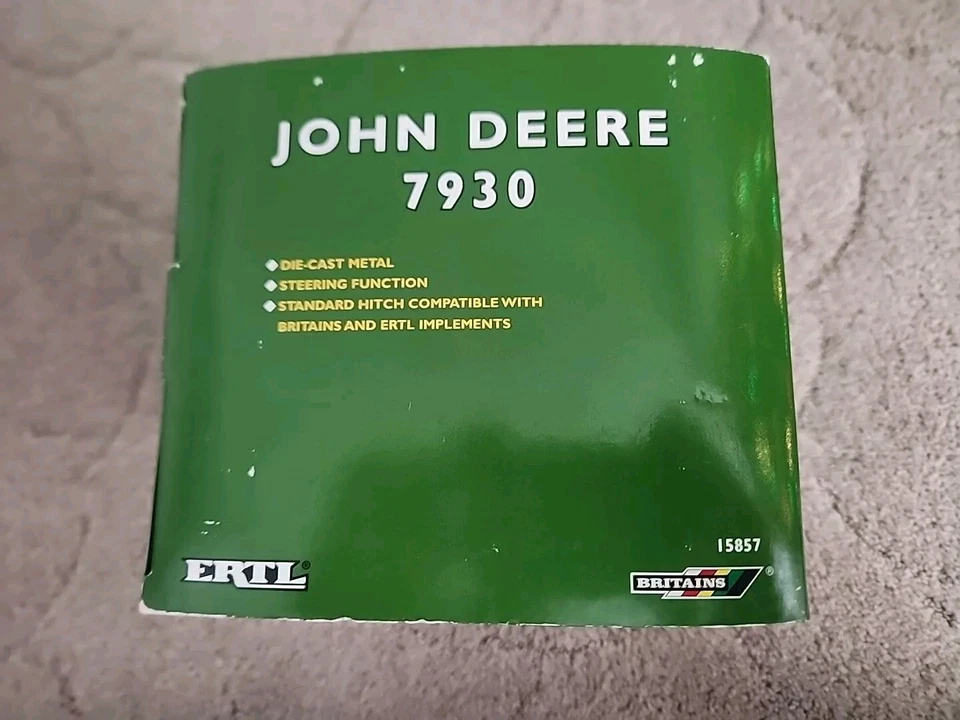 JOHN DEERE
7930
DIE-CAST METAL
STEERING FUNCTION
STANDARD HITCH COMPATIBLE WITH
BRITAINS AND ERTL IMPLEMENTS
15857
ERTL®
BRITAINS®